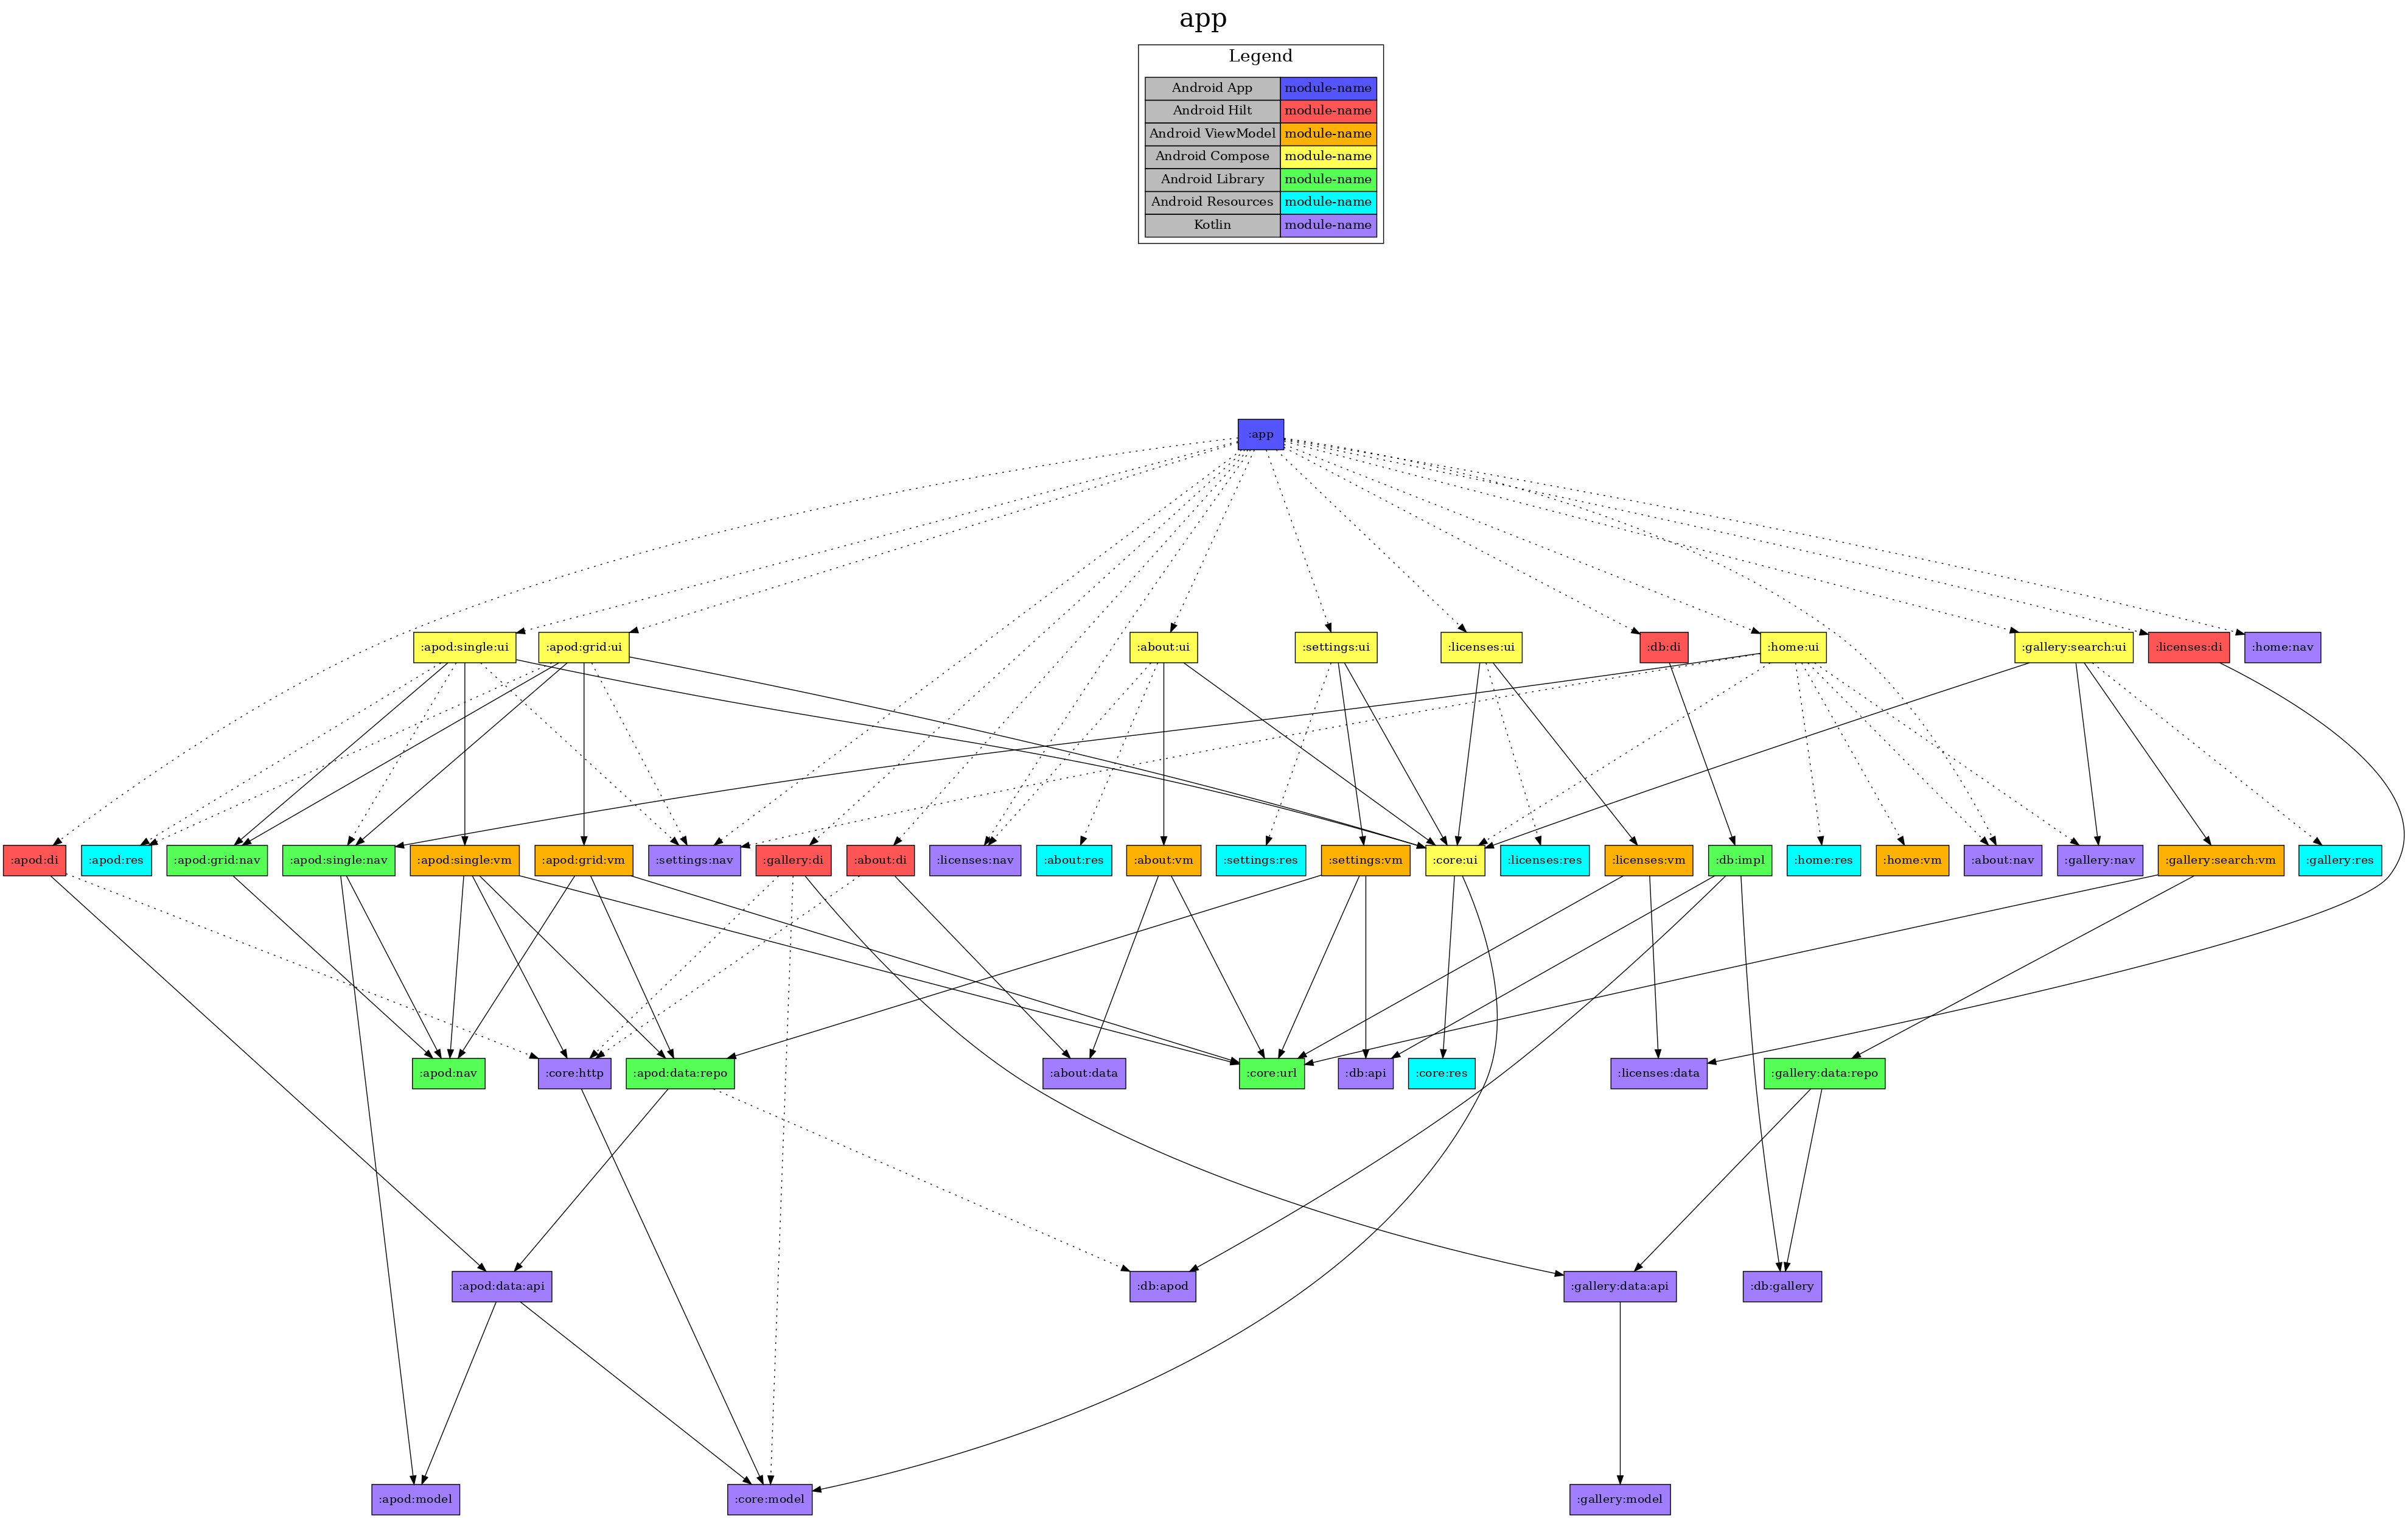 app
Legend
Android App module-name
Android Hilt module-name
Android ViewModel module-name
Android Compose module-name
Android Library module-name
Android Resources module-name
Kotlin module-name
:app
:apod:single:ui :apod:grid:ui :about:ui :settings:ui :licenses:ui :db:di :home:ui :gallery:search:ui :licenses:di :home:nav
:apod:di :apod:res :apod:grid:nav :apod:single:nav :apod:single:vm :apod:grid:vm :settings:nav :gallery:di :about:di :licenses:nav :about:res :about:vm :settings:res :settings:vm :core:ui :licenses:res :licenses:vm :db:impl :home:res :home:vm :about:nav :gallery:nav :gallery:search:vm :gallery:res
:apod:nav :core:http :apod:data:repo :about:data :core:url :db:api :core:res :licenses:data :gallery:data:repo
:apod:data:api :db:apod :gallery:data:api :db:gallery
:apod:model :core:model :gallery:model